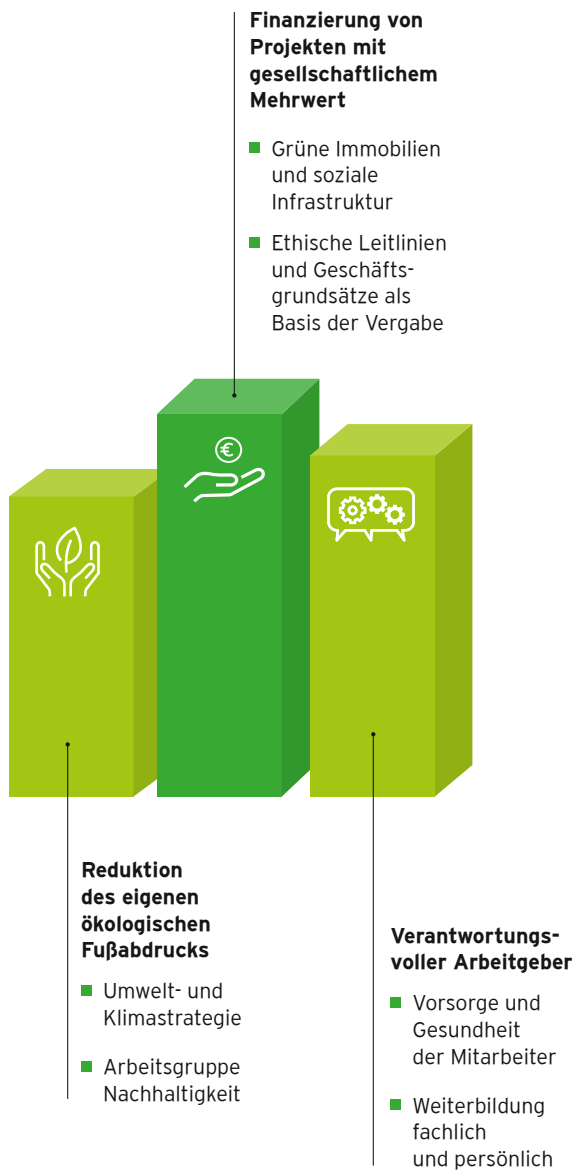 Finanzierung von
Projekten mit
gesellschaftlichem
Mehrwert
Grüne Immobilien
und soziale
Infrastruktur
Ethische Leitlinien
und Geschäfts-
grundsätze als
Basis der Vergabe
€
Reduktion
des eigenen
ökologischen
Fußabdrucks
Umwelt- und
Klimastrategie
Arbeitsgruppe
Nachhaltigkeit
Verantwortungs-
voller Arbeitgeber
Vorsorge und
Gesundheit
der Mitarbeiter
Weiterbildung
fachlich
und persönlich